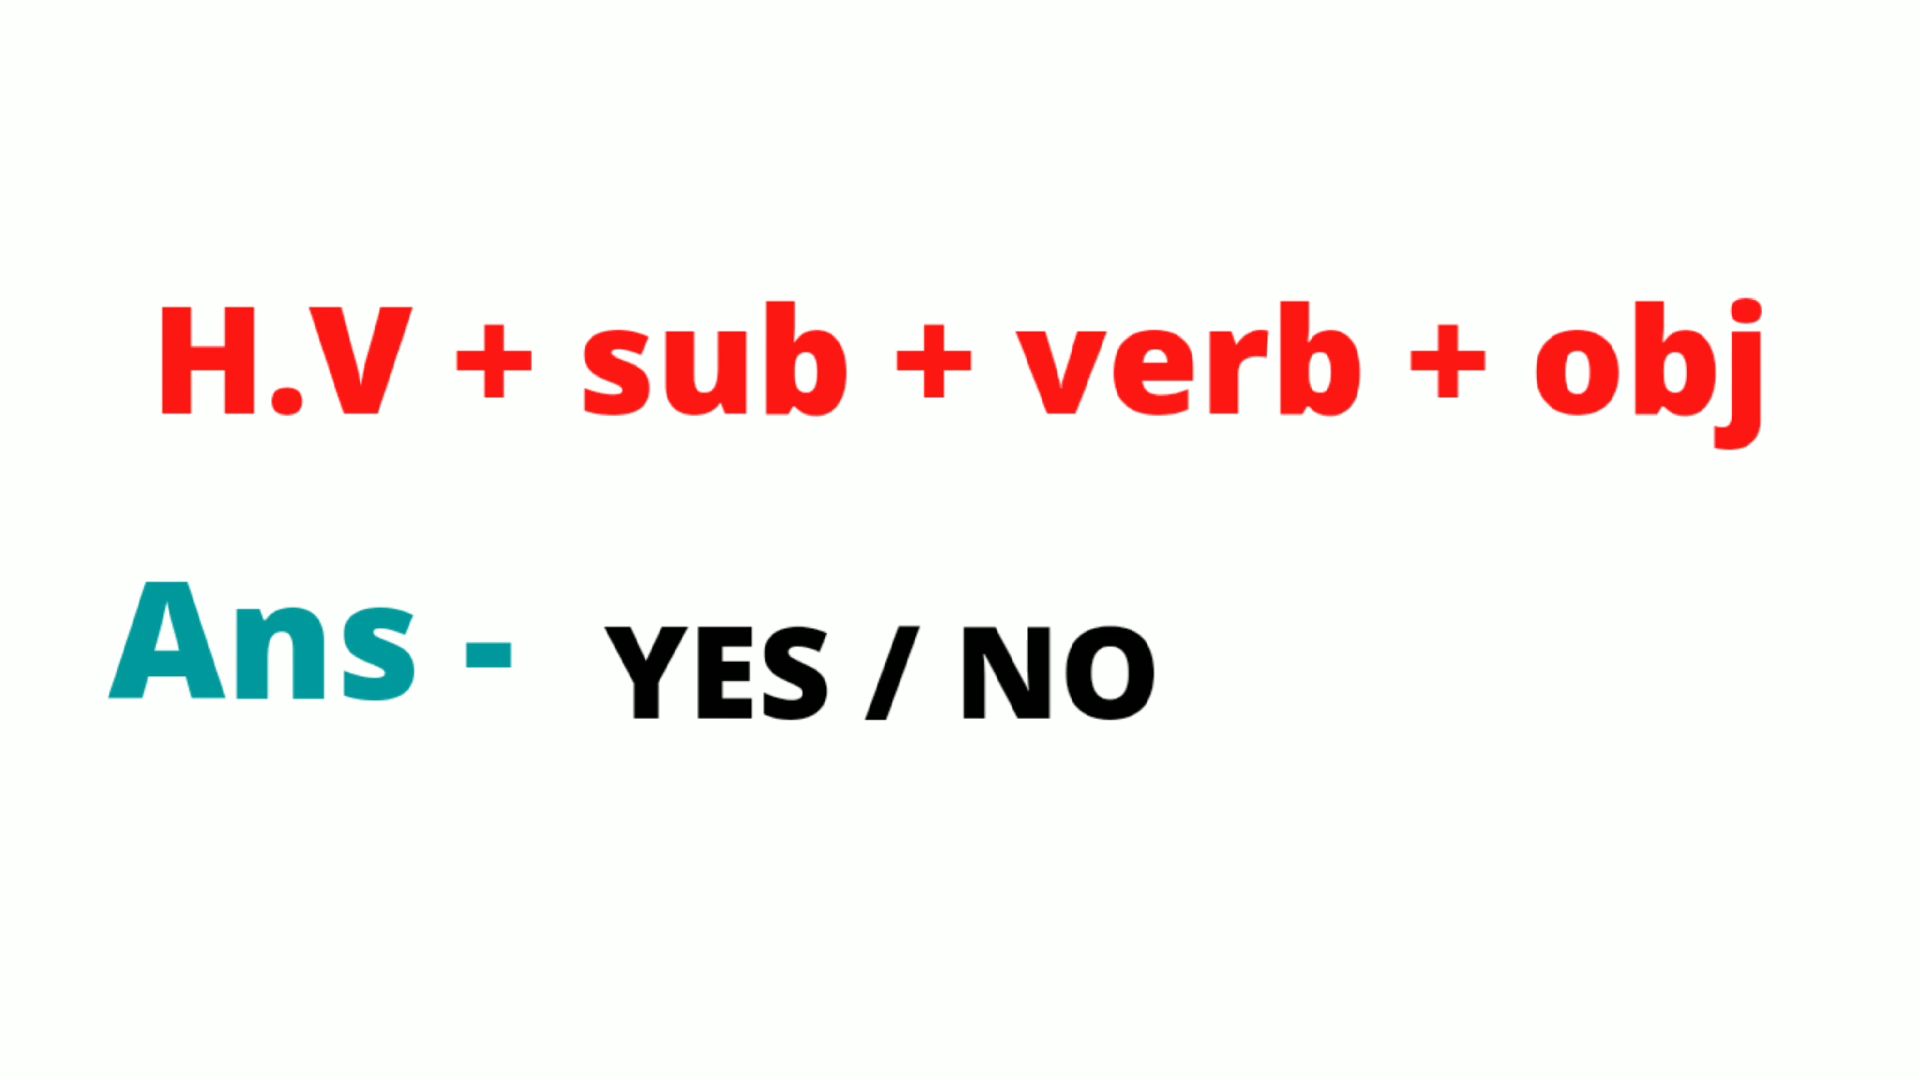 H.V + sub + verb + obj
Ans - YES / NO